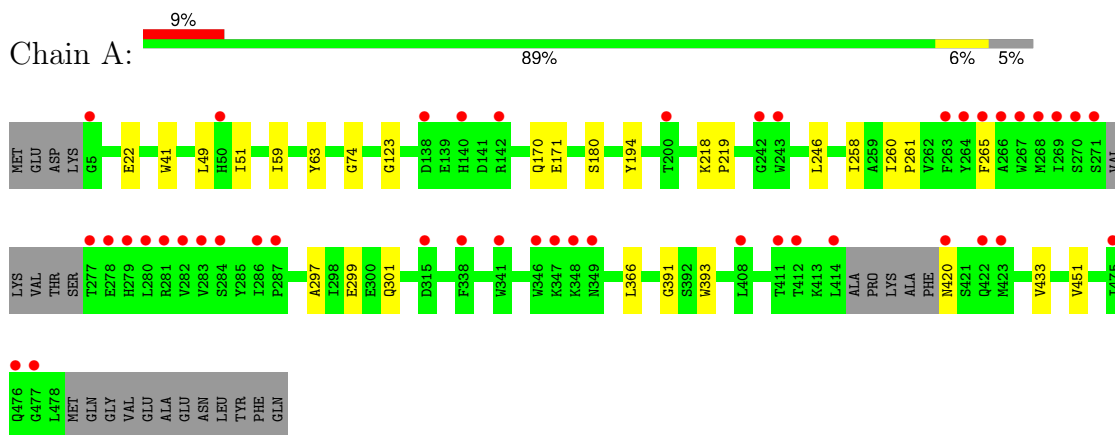 9%
Chain A:
89% 6% 5%
MET GLU ASP LYS G5 E22 W41 L49 H50 I51 I59 Y63 G74 G123 D138 E139 H140 D141 R142 Q170 E171 S180 Y194 T200 K218 P219 G242 W243 L246 I258 A259 I260 P261 V262 F263 Y264 F265 A266 W267 M268 I269 S270 S271 VAL
LYS VAL THR SER T277 E278 H279 L280 R281 V282 V283 S284 Y285 I286 P287 A297 I298 E299 E300 Q301 D315 F338 W341 W346 K347 K348 N349 L366 G391 S392 W393 L408 T411 T412 K413 L414 ALA PRO LYS ALA PHE N420 S421 Q422 M423 V433 V451 I475
Q476 G477 L478 MET GLN GLY VAL GLU ALA GLU ASN LEU TYR PHE GLN